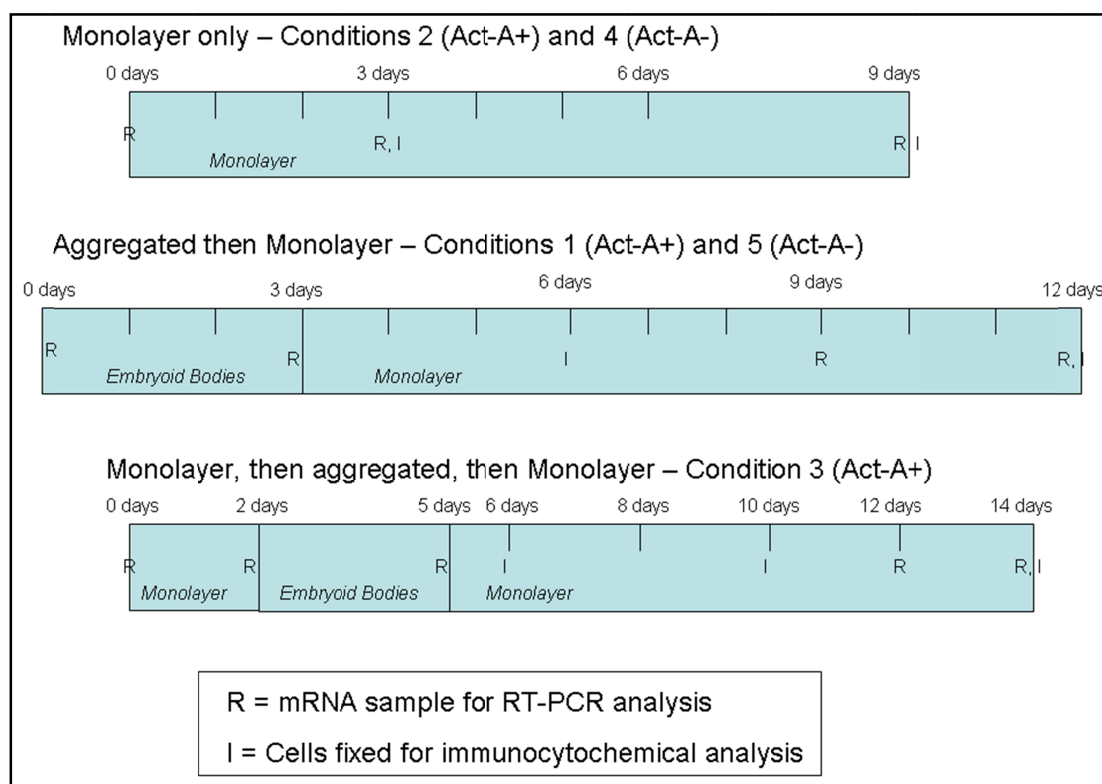 Monolayer only – Conditions 2 (Act-A+) and 4 (Act-A-)
0 days 3 days 6 days 9 days
R R, I R I
Monolayer
Aggregated then Monolayer – Conditions 1 (Act-A+) and 5 (Act-A-)
0 days 3 days 6 days 9 days 12 days
R R I R R, I
Embryoid Bodies Monolayer
Monolayer, then aggregated, then Monolayer – Condition 3 (Act-A+)
0 days 2 days 5 days 6 days 8 days 10 days 12 days 14 days
R R R I I R R, I
Monolayer Embryoid Bodies Monolayer
R = mRNA sample for RT-PCR analysis
I = Cells fixed for immunocytochemical analysis